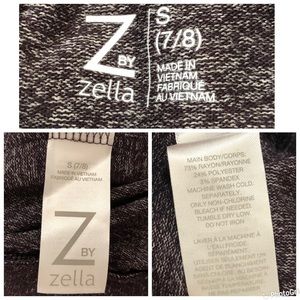 Z
BY
zella
S
(7/8)
MADE IN
VIETNAM
FABRIQUÉ
AU VIETNAM
S (7/8)
MADE IN VIETNAM
FABRIQUÉ AU VIETNAM
Z
BY
zella
MAIN BODY/CORPS:
73% RAYON/RAYONNE
24% POLYESTER
3% SPANDEX
MACHINE WASH COLD.
SEPARATELY.
ONLY NON-CHLORINE
BLEACH IF NEEDED.
TUMBLE DRY LOW.
DO NOT IRON
LAVER À LA MACHINE À
L'EAU FROIDE.
SÉPARÉMENT.